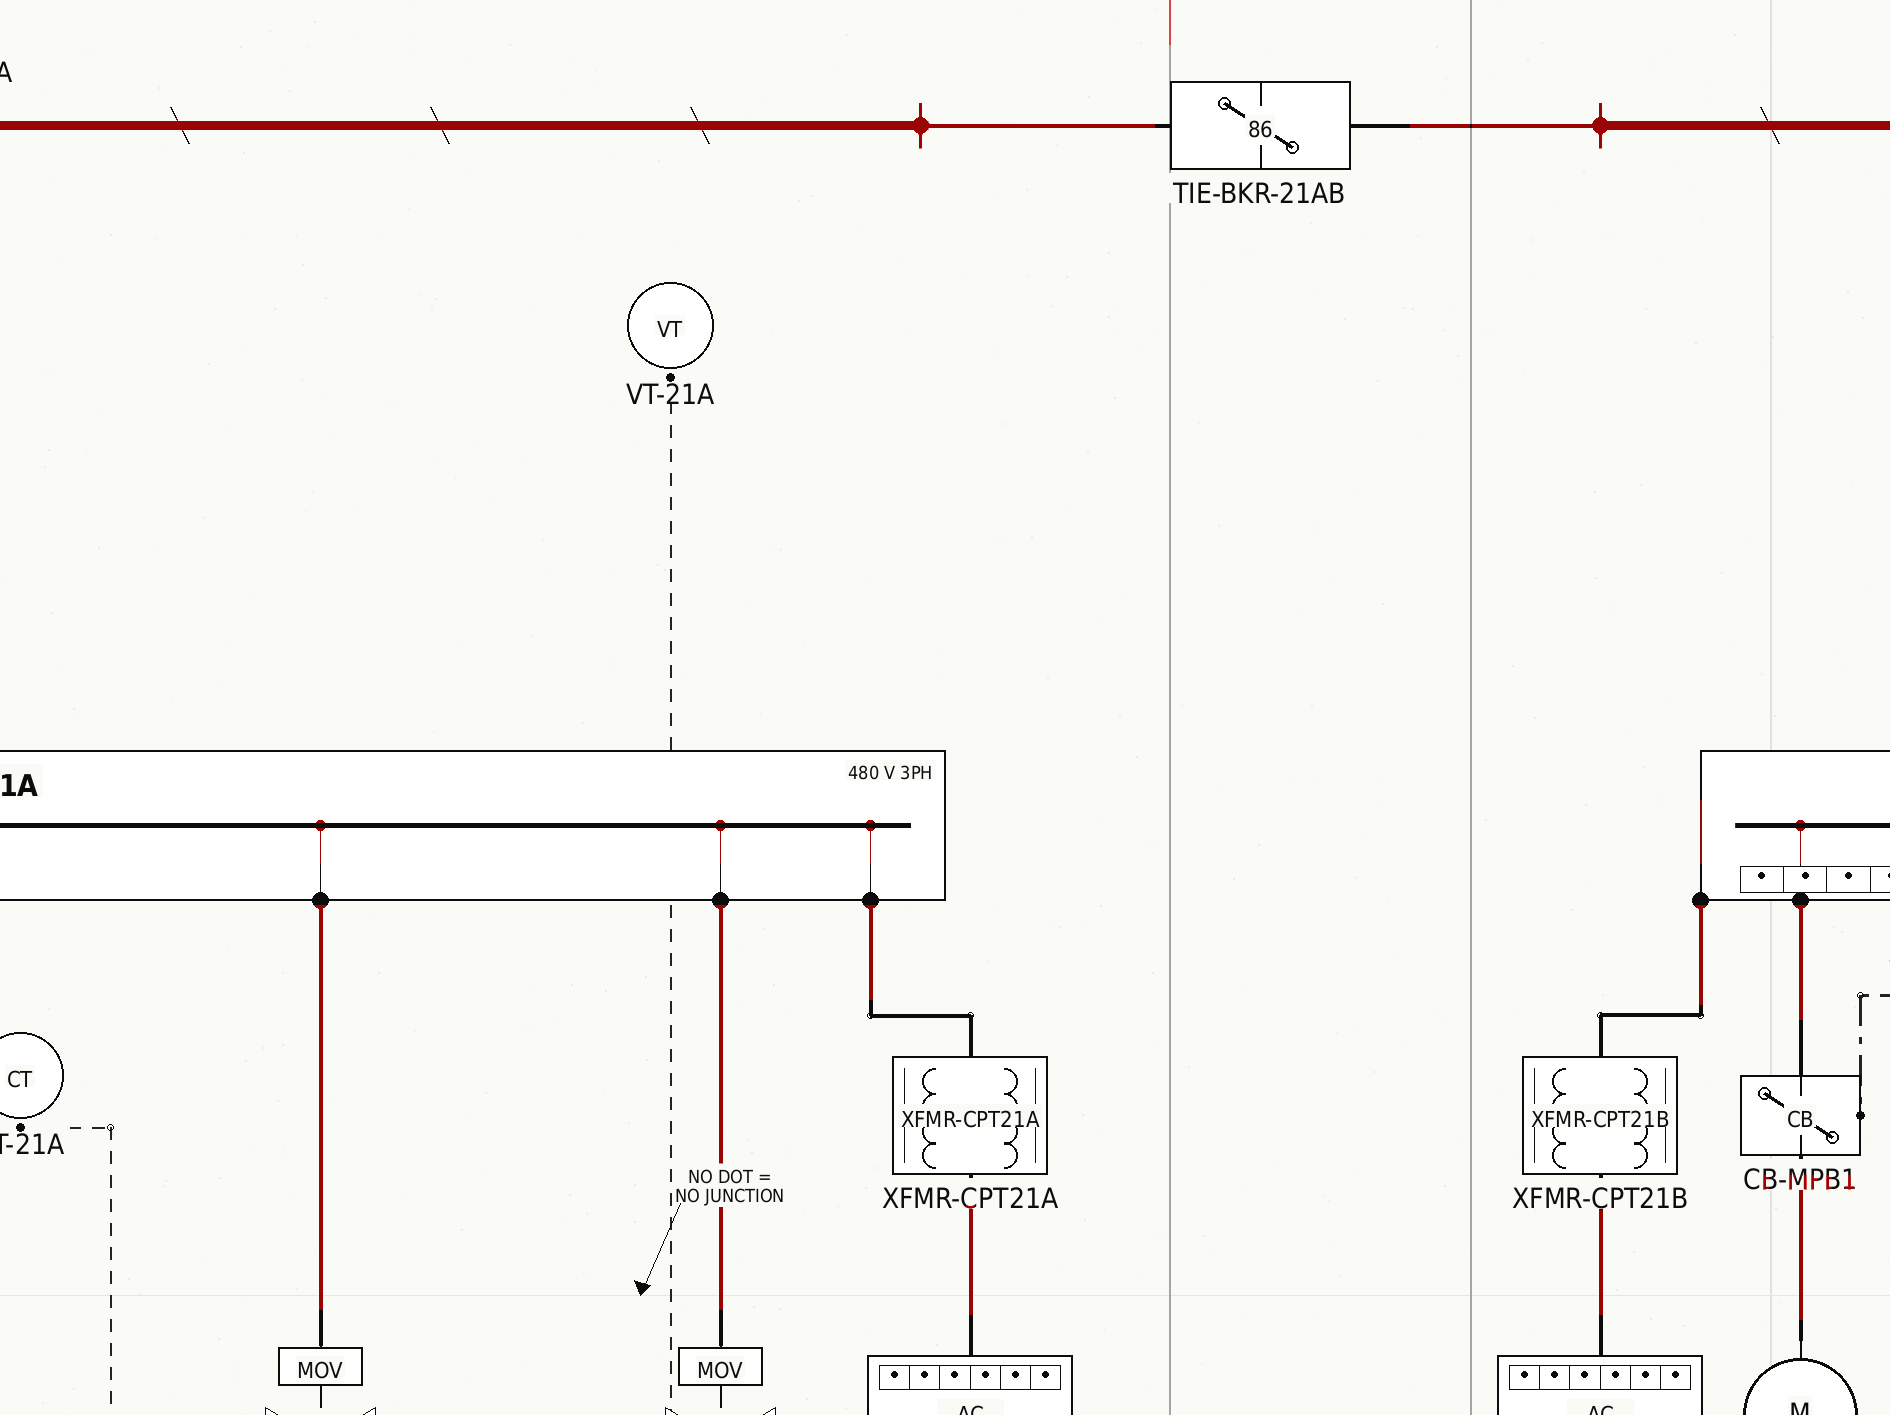 A
86
TIE-BKR-21AB
VT
VT-21A
480 V 3PH
1A
CT
T-21A
NO DOT =
NO JUNCTION
XFMR-CPT21A
XFMR-CPT21A
XFMR-CPT21B
XFMR-CPT21B
CB
CB-MPB1
MOV
MOV
AC
AC
M